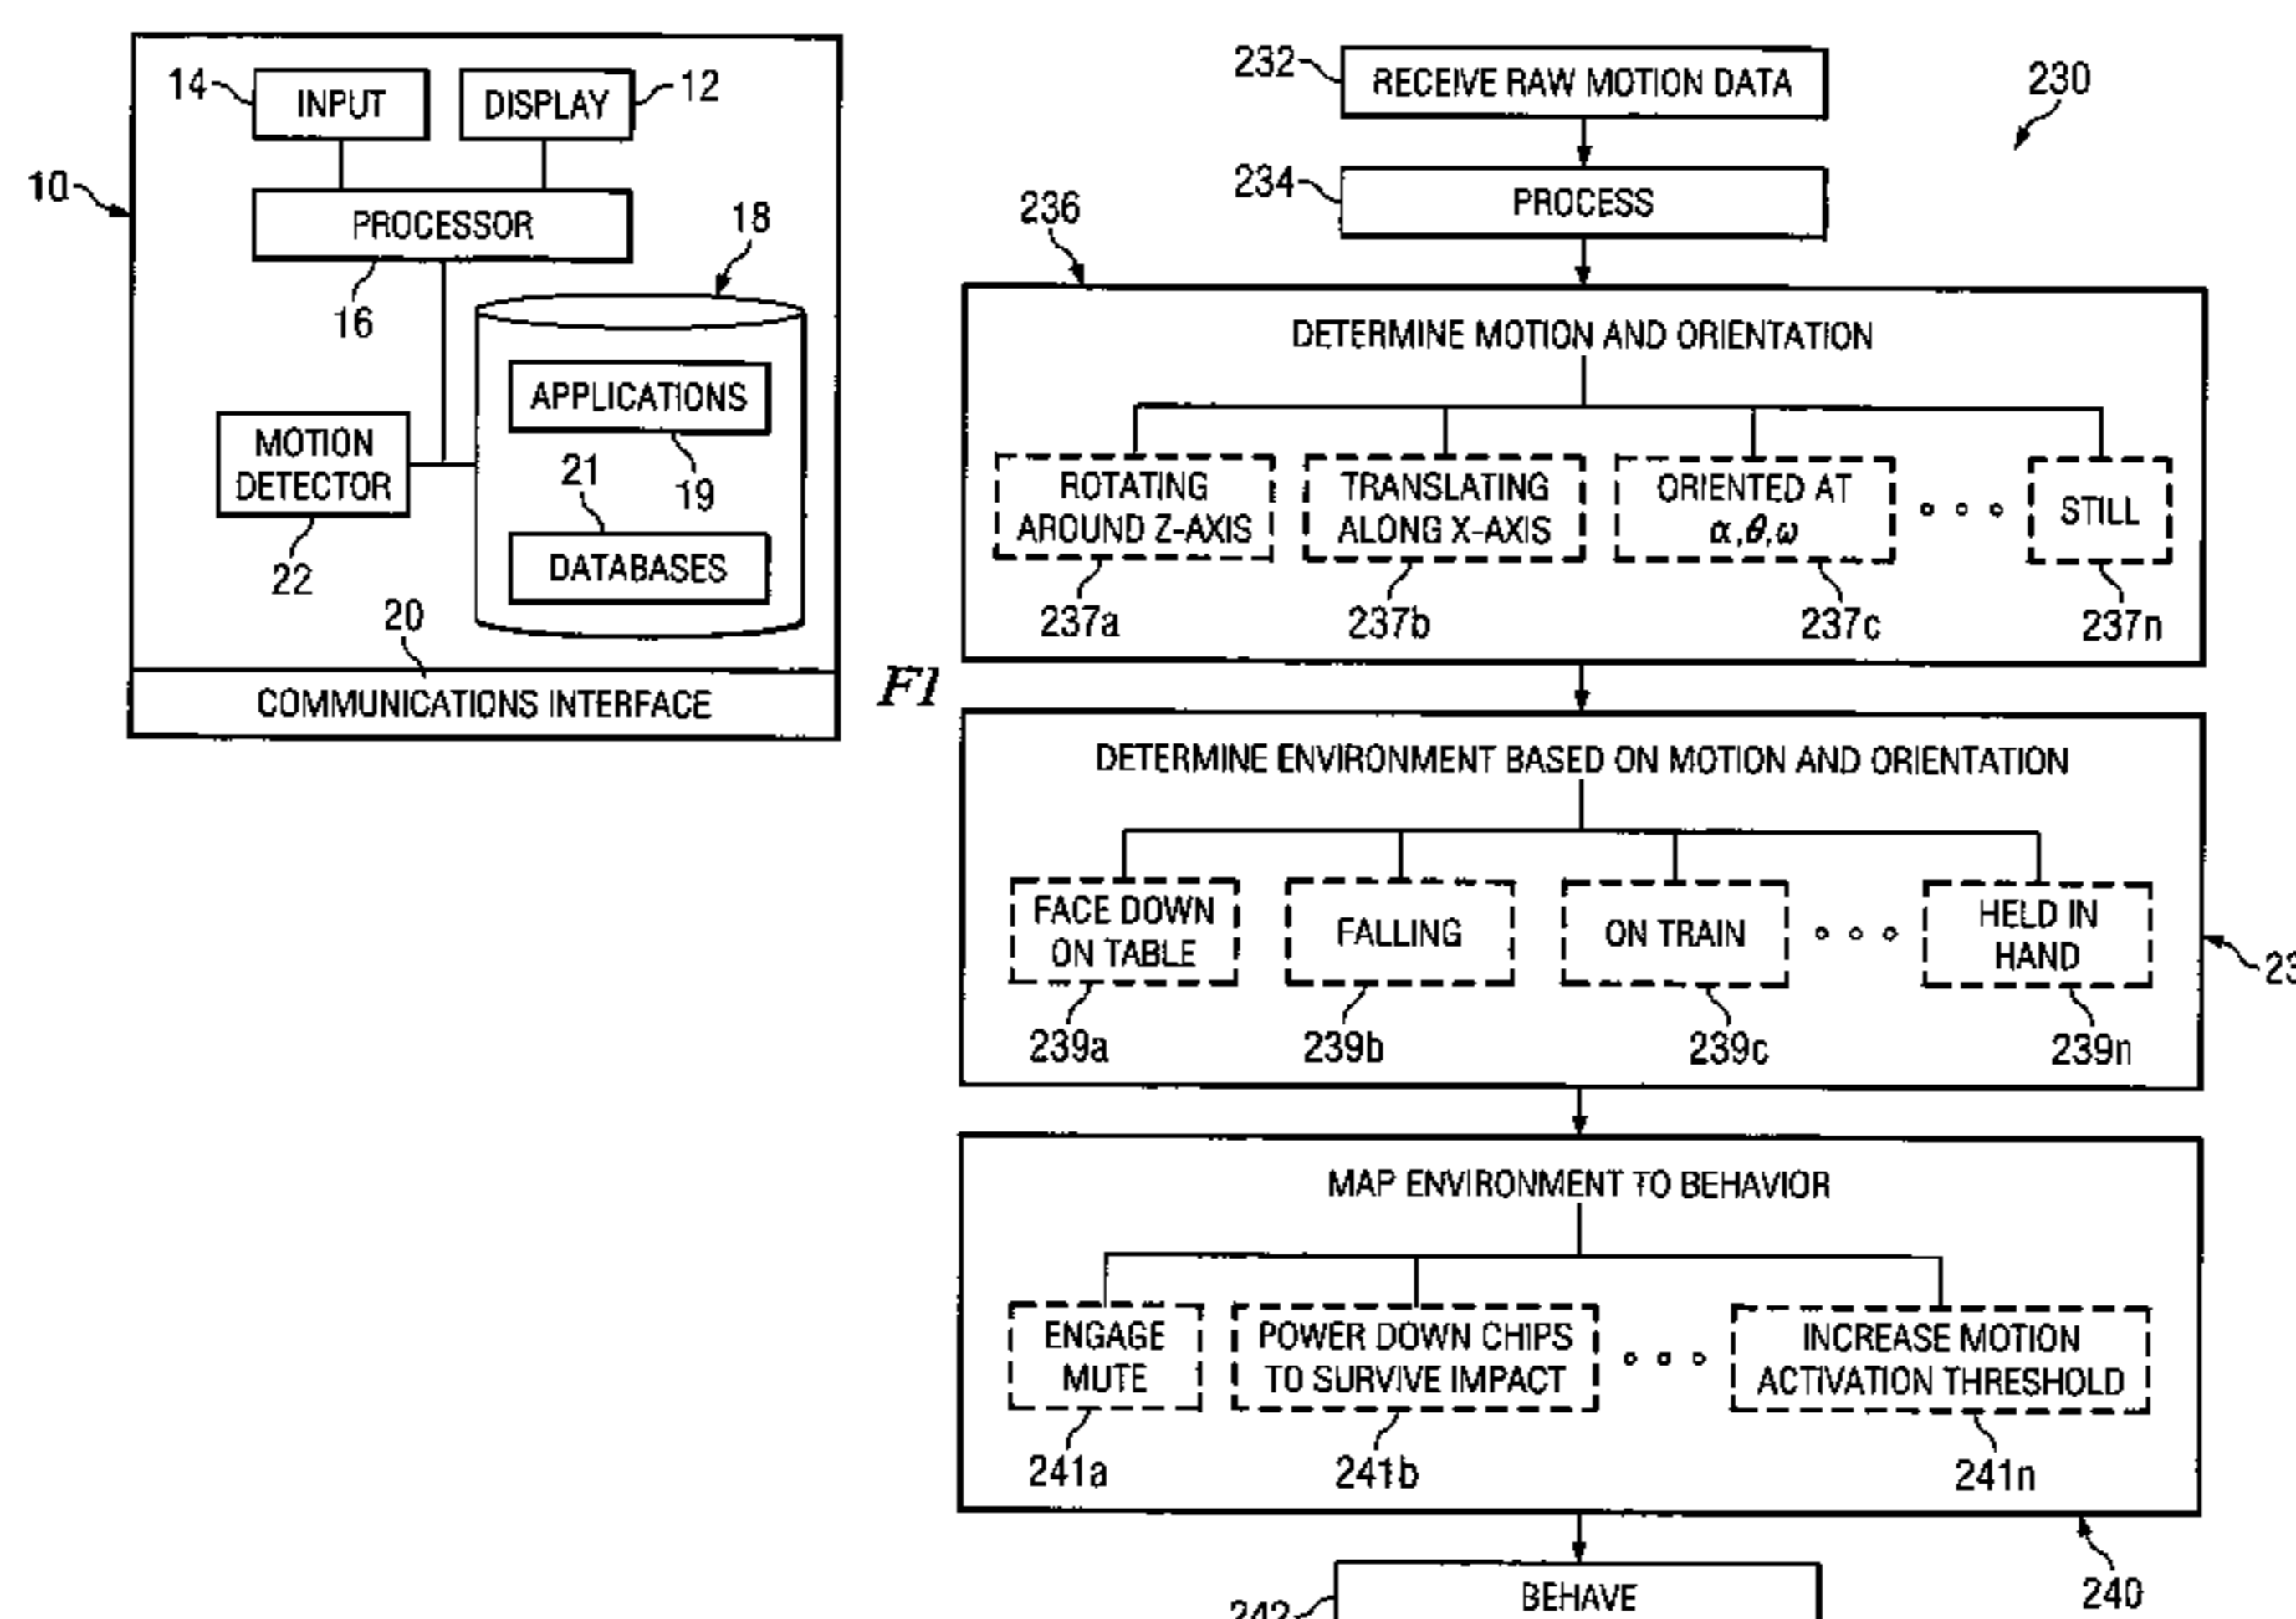 14
INPUT
DISPLAY
12
10
PROCESSOR
16
18
APPLICATIONS
19
MOTION
DETECTOR
22
21
DATABASES
20
COMMUNICATIONS INTERFACE
FI
230
232
RECEIVE RAW MOTION DATA
234
PROCESS
236
DETERMINE MOTION AND ORIENTATION
ROTATING
AROUND Z-AXIS
237a
TRANSLATING
ALONG X-AXIS
237b
ORIENTED AT
α,θ,ω
237c
STILL
237n
DETERMINE ENVIRONMENT BASED ON MOTION AND ORIENTATION
FACE DOWN
ON TABLE
239a
FALLING
239b
ON TRAIN
239c
HELD IN
HAND
239n
MAP ENVIRONMENT TO BEHAVIOR
ENGAGE
MUTE
241a
POWER DOWN CHIPS
TO SURVIVE IMPACT
241b
INCREASE MOTION
ACTIVATION THRESHOLD
241n
240
242
BEHAVE